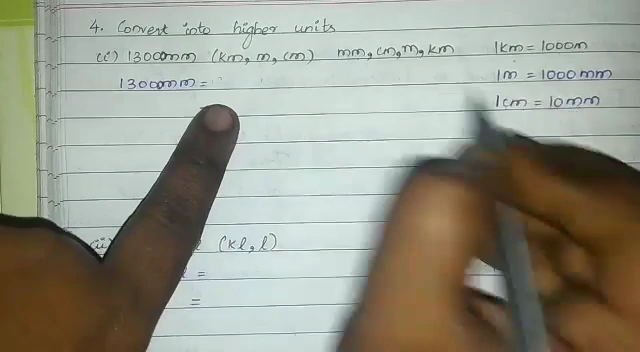 4. Convert into higher units
(i) 1300mm (km, m, cm) mm, cm, m, km
1km = 1000m
1300mm =
1m = 1000mm
1cm = 10mm
(ii) (kl, l)
=
=